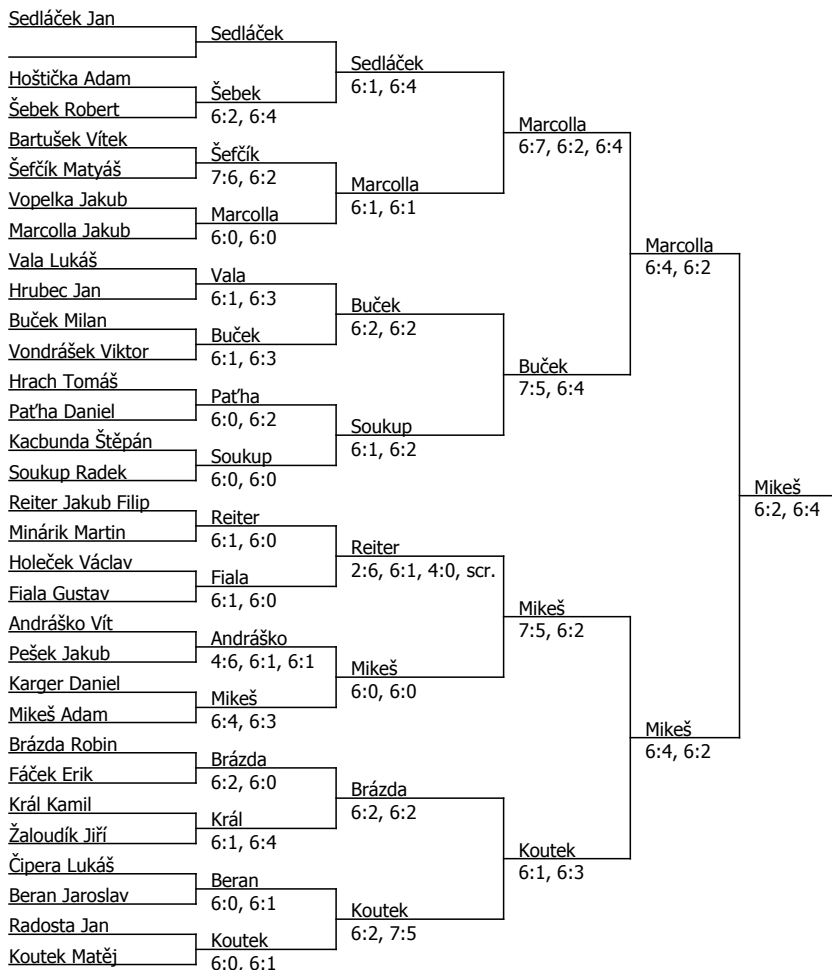 Sedláček Jan
Hoštička Adam
Šebek Robert
Bartušek Vítek
Šefčík Matyáš
Vopelka Jakub
Marcolla Jakub
Vala Lukáš
Hrubec Jan
Buček Milan
Vondrášek Viktor
Hrach Tomáš
Paťha Daniel
Kacbunda Štěpán
Soukup Radek
Reiter Jakub Filip
Minárik Martin
Holeček Václav
Fiala Gustav
Andráško Vít
Pešek Jakub
Karger Daniel
Mikeš Adam
Brázda Robin
Fáček Erik
Král Kamil
Žaloudík Jiří
Čipera Lukáš
Beran Jaroslav
Radosta Jan
Koutek Matěj
Sedláček
Šebek
6:2, 6:4
Šefčík
7:6, 6:2
Marcolla
6:0, 6:0
Vala
6:1, 6:3
Buček
6:1, 6:3
Paťha
6:0, 6:2
Soukup
6:0, 6:0
Reiter
6:1, 6:0
Fiala
6:1, 6:0
Andráško
4:6, 6:1, 6:1
Mikeš
6:4, 6:3
Brázda
6:2, 6:0
Král
6:1, 6:4
Beran
6:0, 6:1
Koutek
6:0, 6:1
Sedláček
6:1, 6:4
Marcolla
6:1, 6:1
Buček
6:2, 6:2
Soukup
6:1, 6:2
Reiter
2:6, 6:1, 4:0, scr.
Mikeš
6:0, 6:0
Brázda
6:2, 6:2
Koutek
6:2, 7:5
Marcolla
6:7, 6:2, 6:4
Buček
7:5, 6:4
Mikeš
7:5, 6:2
Koutek
6:1, 6:3
Marcolla
6:4, 6:2
Mikeš
6:4, 6:2
Mikeš
6:2, 6:4